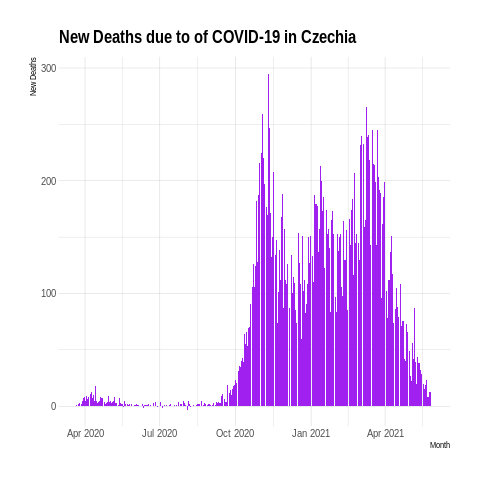 New Deaths due to of COVID-19 in Czechia
New Deaths
300
200
100
0
Apr 2020 Jul 2020 Oct 2020 Jan 2021 Apr 2021
Month